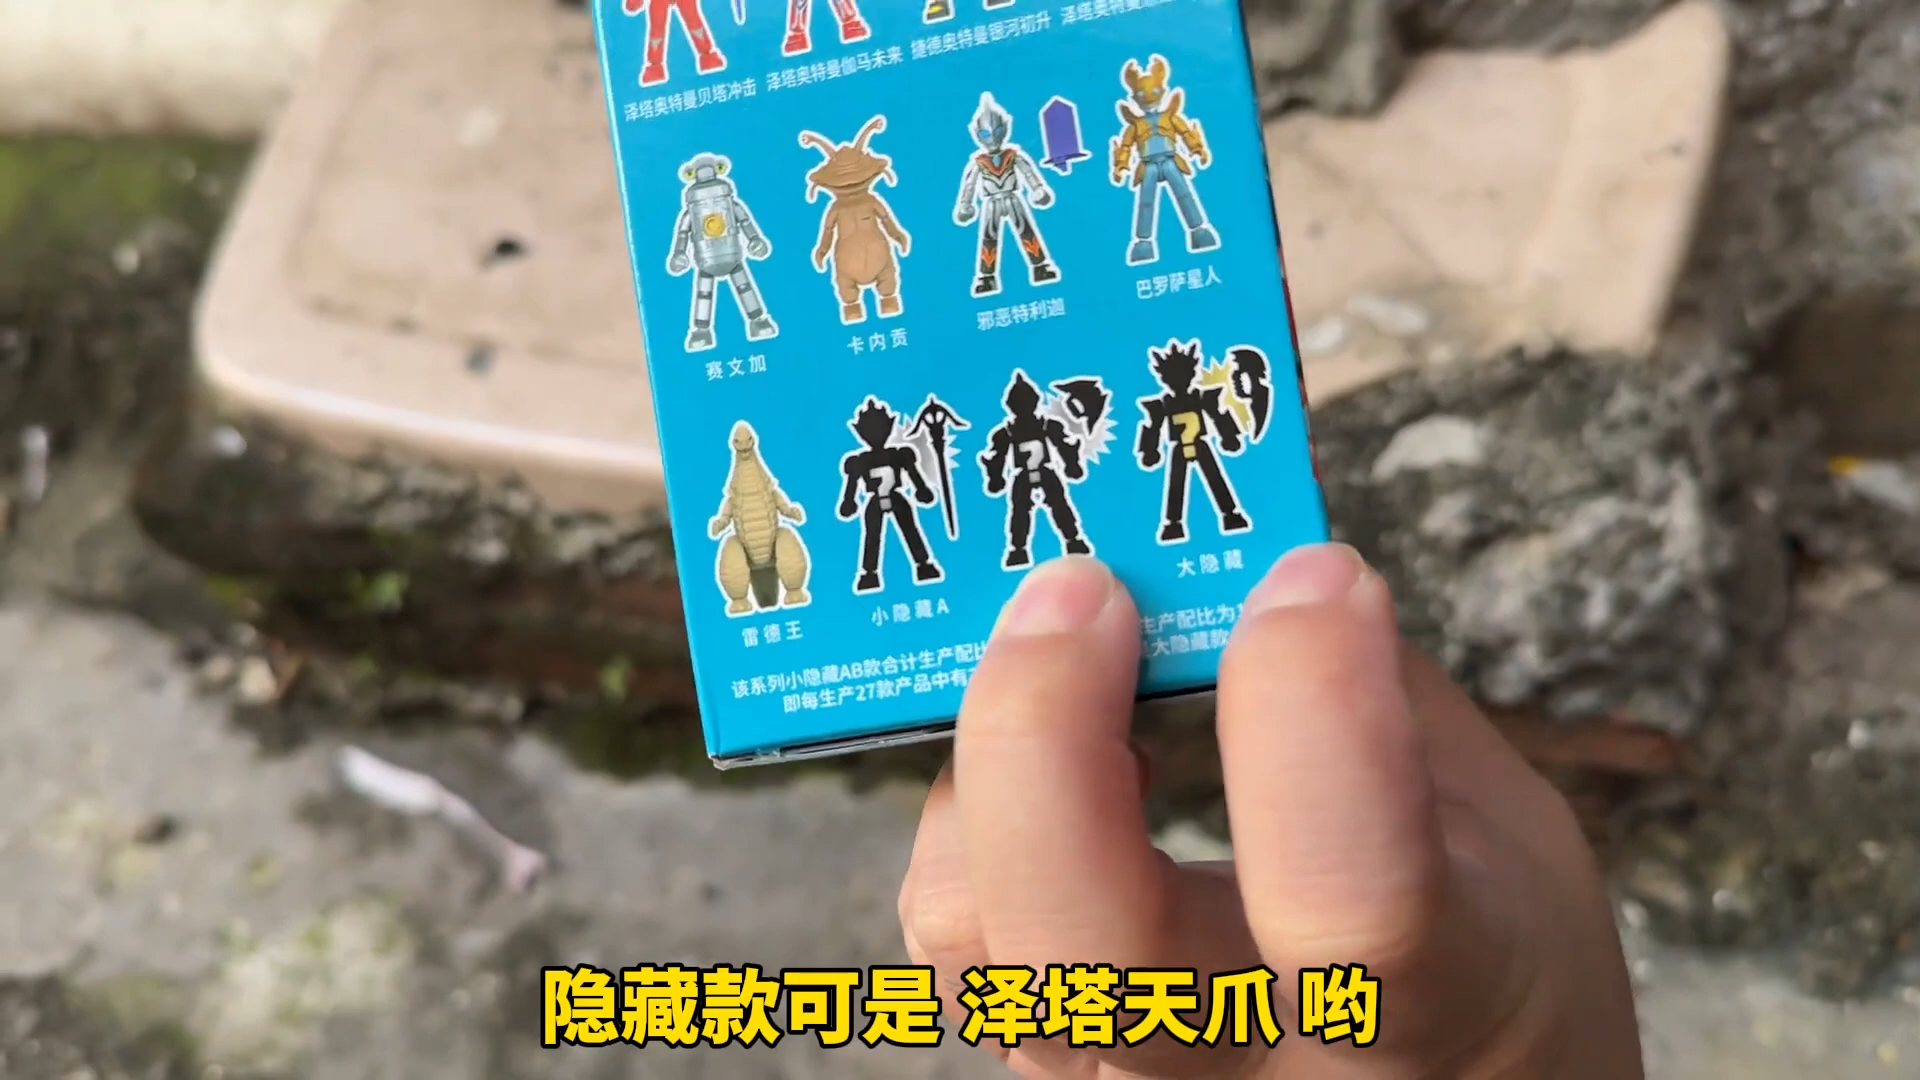 泽塔奥特曼贝塔冲击
泽塔奥特曼伽马未来
捷德奥特曼银河初升
泽塔奥特曼
赛文加
卡内贡
邪恶特利迦
巴罗萨星人
雷德王
小隐藏A
大隐藏
该系列小隐藏AB款合计生产配 生产配比为
即每生产27款产品中有 大隐藏款
隐藏款可是 泽塔天爪 哟